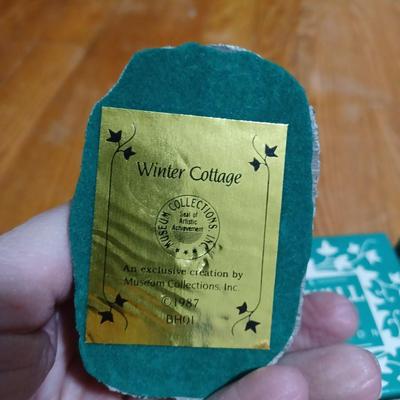 Winter Cottage
MUSEUM COLLECTIONS, INC.
Seal of
Artistic
Achievement
An exclusive creation by
Museum Collections, Inc.
©1987
BH01